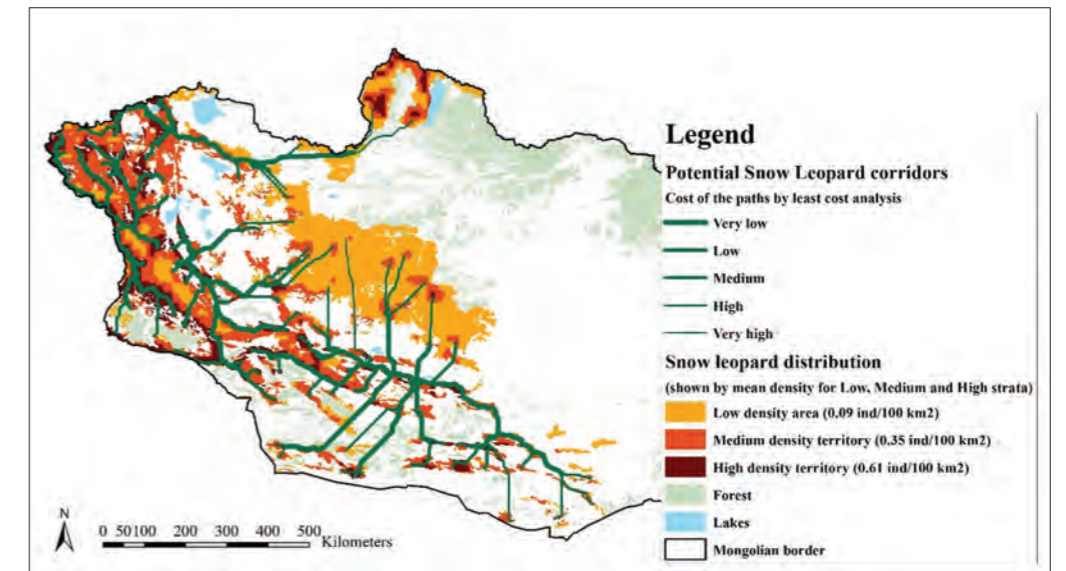 Legend
Potential Snow Leopard corridors
Cost of the paths by least cost analysis
Very low
Low
Medium
High
Very high
Snow leopard distribution
(shown by mean density for Low, Medium and High strata)
Low density area (0.09 ind/100 km2)
Medium density territory (0.35 ind/100 km2)
High density territory (0.61 ind/100 km2)
Forest
Lakes
Mongolian border
N
0 50 100 200 300 400 500
Kilometers